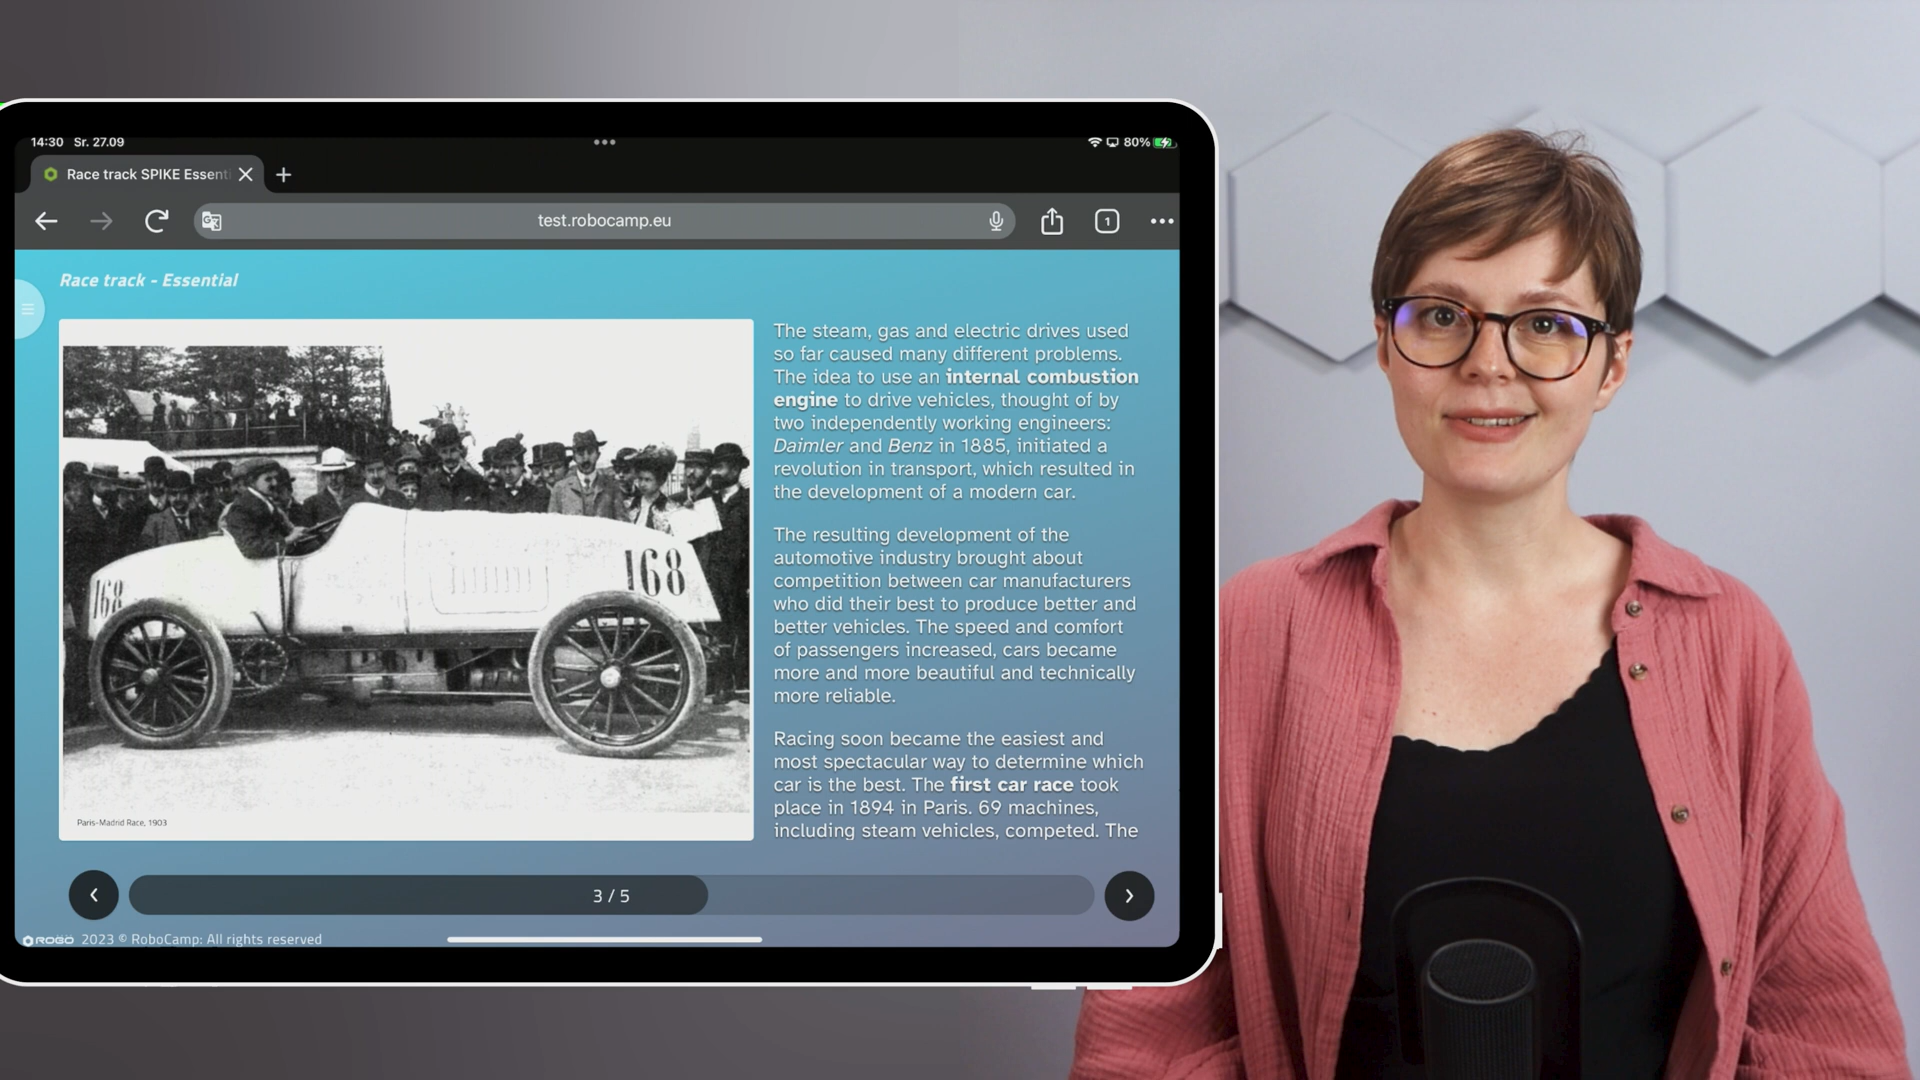 14:30 Sr. 27.09
80%
Race track SPIKE Essenti
test.robocamp.eu
1
Race track - Essential
The steam, gas and electric drives used
so far caused many different problems.
The idea to use an internal combustion
engine to drive vehicles, thought of by
two independently working engineers:
Daimler and Benz in 1885, initiated a
revolution in transport, which resulted in
the development of a modern car.
The resulting development of the
automotive industry brought about
competition between car manufacturers
who did their best to produce better and
better vehicles. The speed and comfort
of passengers increased, cars became
more and more beautiful and technically
more reliable.
Racing soon became the easiest and
most spectacular way to determine which
car is the best. The first car race took
place in 1894 in Paris. 69 machines,
including steam vehicles, competed. The
168
168
Paris-Madrid Race, 1903
3 / 5
2023 © RoboCamp: All rights reserved